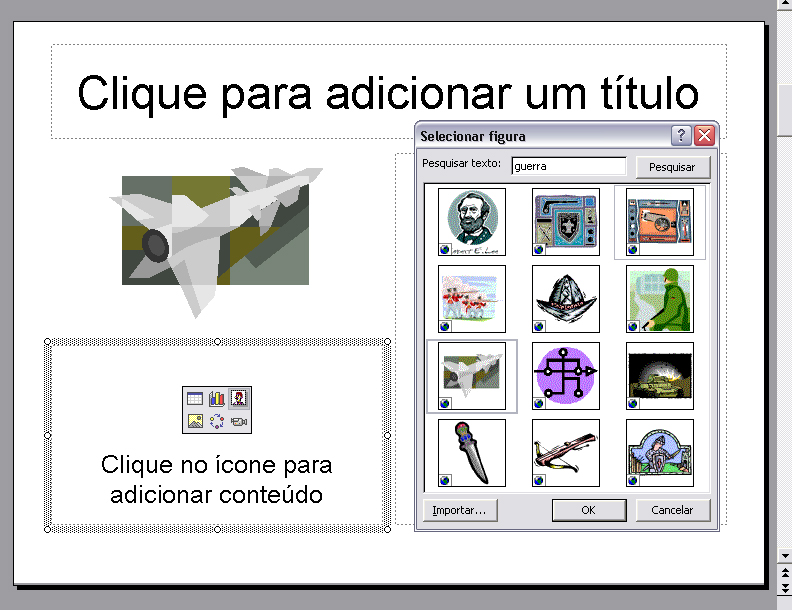 Clique para adicionar um título
Selecionar figura
Pesquisar texto:
guerra
Pesquisar
Clique no ícone para
adicionar conteúdo
Importar...
OK
Cancelar